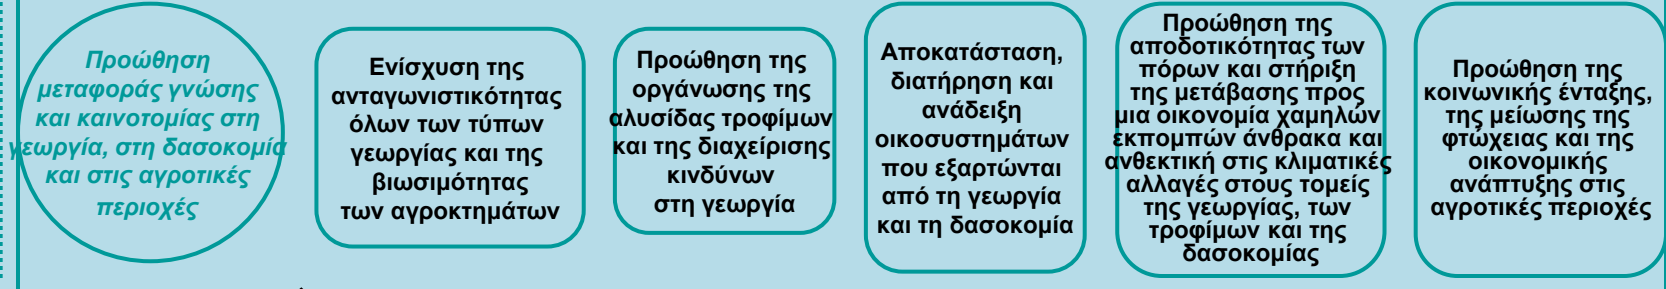 Προώθηση
μεταφοράς γνώσης
και καινοτομίας στη
γεωργία, στη δασοκομία
και στις αγροτικές
περιοχές
Ενίσχυση της
ανταγωνιστικότητας
όλων των τύπων
γεωργίας και της
βιωσιμότητας
των αγροκτημάτων
Προώθηση της
οργάνωσης της
αλυσίδας τροφίμων
και της διαχείρισης
κινδύνων
στη γεωργία
Αποκατάσταση,
διατήρηση και
ανάδειξη
οικοσυστημάτων
που εξαρτώνται
από τη γεωργία
και τη δασοκομία
Προώθηση της
αποδοτικότητας των
πόρων και στήριξη
της μετάβασης προς
μια οικονομία χαμηλών
εκπομπών άνθρακα και
ανθεκτική στις κλιματικές
αλλαγές στους τομείς
της γεωργίας, των
τροφίμων και της
δασοκομίας
Προώθηση της
κοινωνικής ένταξης,
της μείωσης της
φτώχειας και της
οικονομικής
ανάπτυξης στις
αγροτικές περιοχές